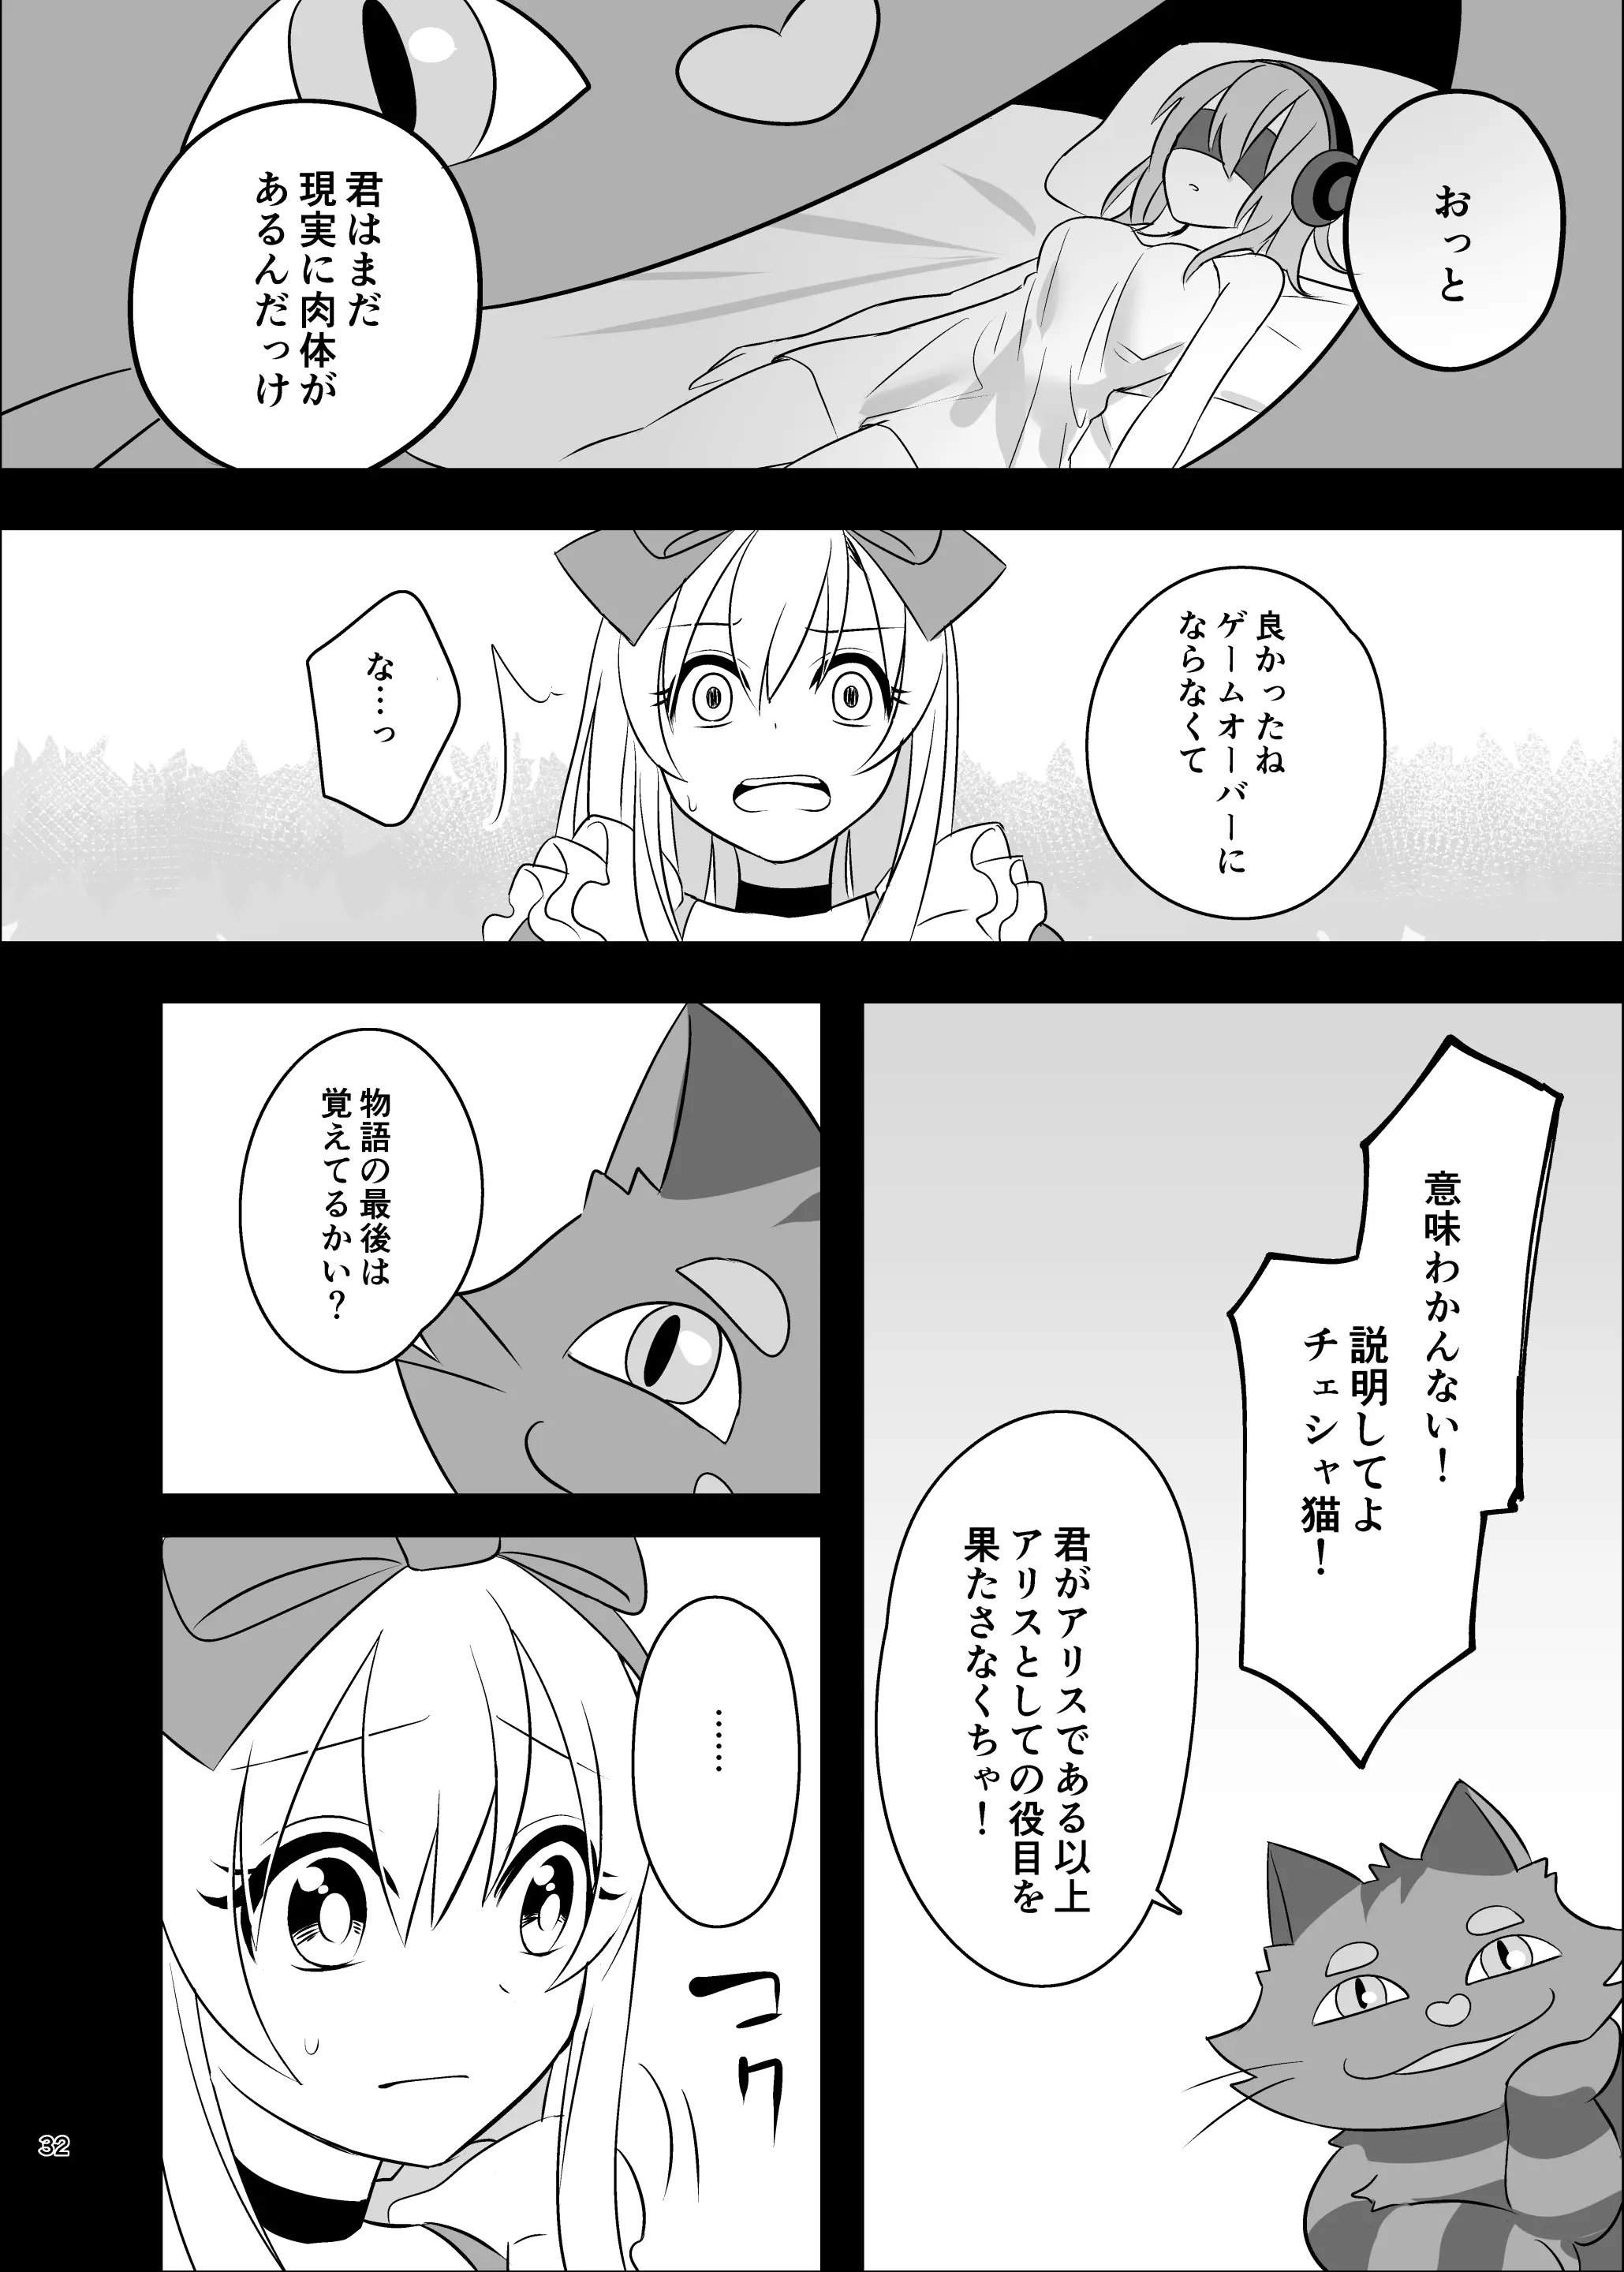 おっと
君はまだ
現実に肉体が
あるんだっけ
良かったね
ゲームオーバーに
ならなくて
な…っ
意味わかんない！
説明してよ
チェシャ猫！
君がアリスである以上
アリスとしての役目を
果たさなくちゃ！
物語の最後は
覚えてるかい？
……
コク
32